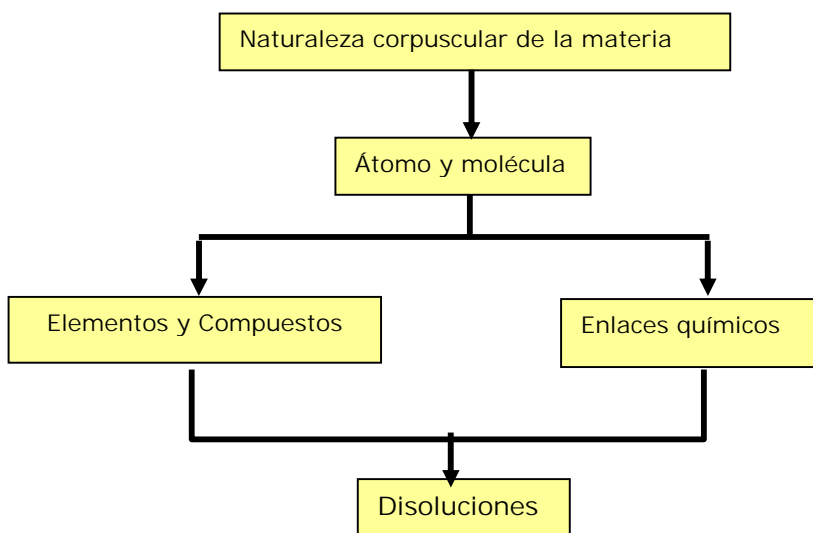 Naturaleza corpuscular de la materia
Átomo y molécula
Elementos y Compuestos
Enlaces químicos
Disoluciones